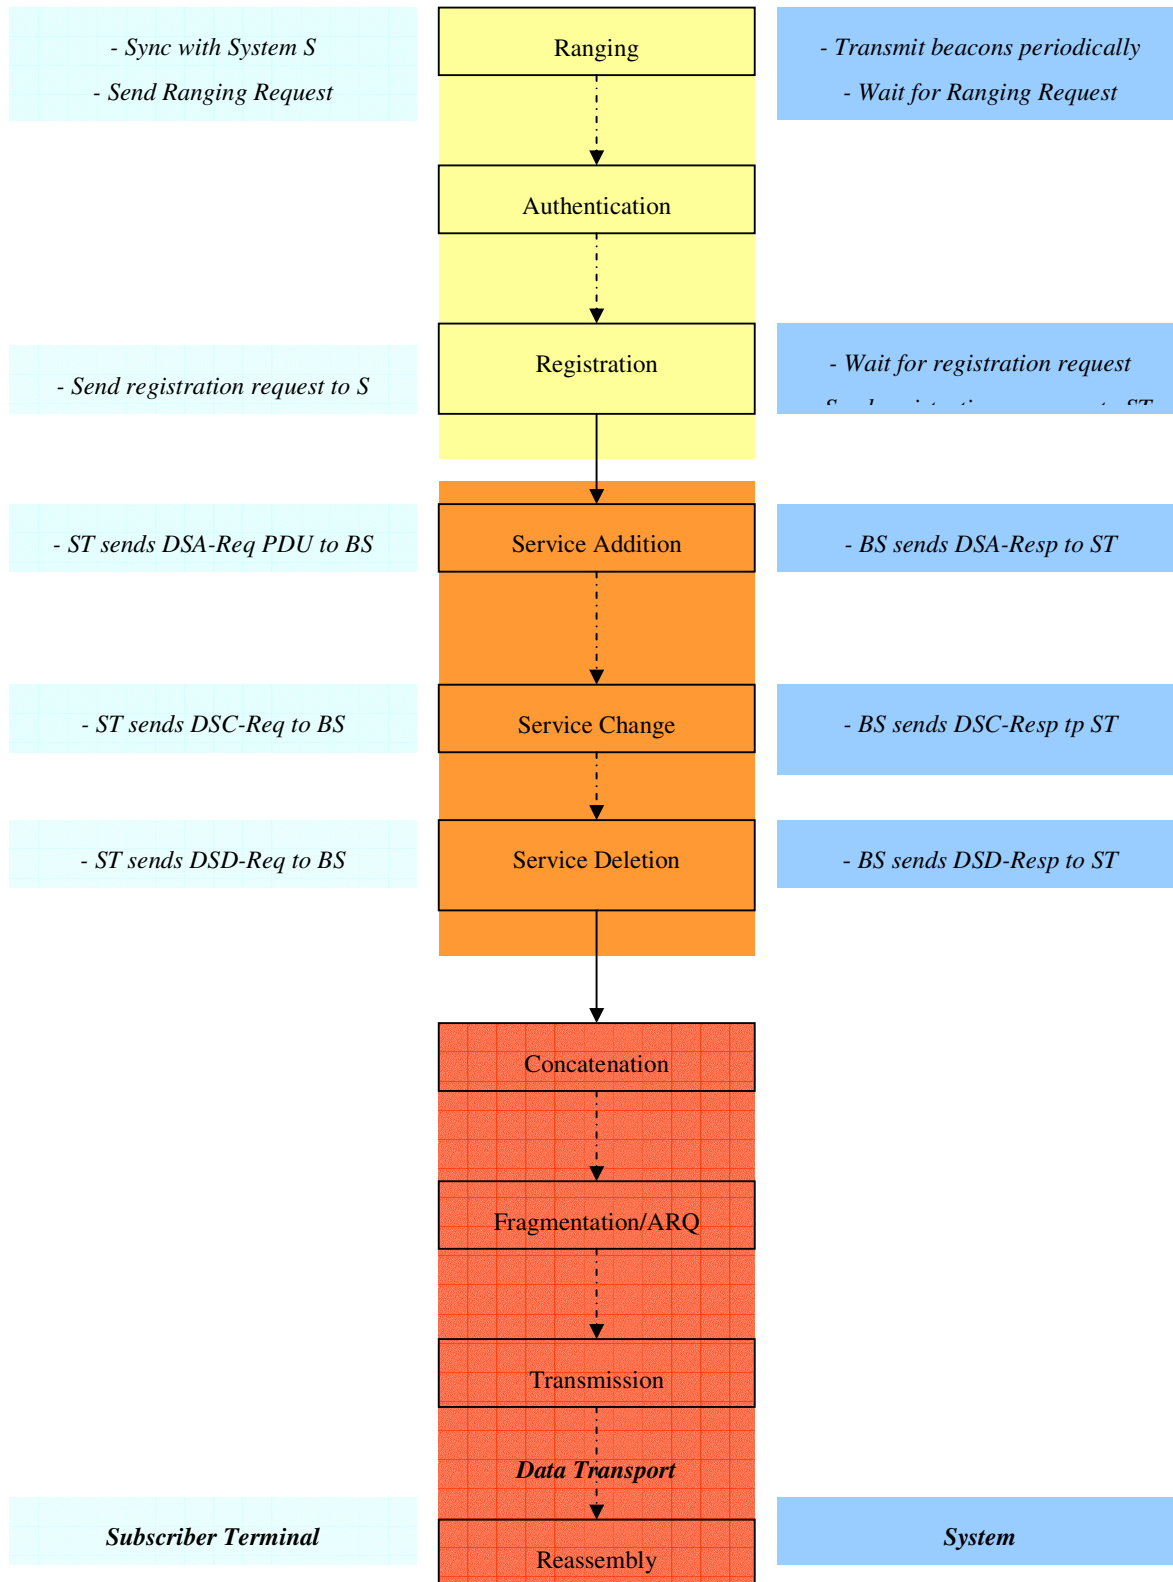 - Sync with System S
- Send Ranging Request
Ranging
- Transmit beacons periodically
- Wait for Ranging Request
Authentication
- Send registration request to S
Registration
- Wait for registration request
to ST
- ST sends DSA-Req PDU to BS
Service Addition
- BS sends DSA-Resp to ST
- ST sends DSC-Req to BS
Service Change
- BS sends DSC-Resp tp ST
- ST sends DSD-Req to BS
Service Deletion
- BS sends DSD-Resp to ST
Concatenation
Fragmentation/ARQ
Transmission
Data Transport
Subscriber Terminal
Reassembly
System